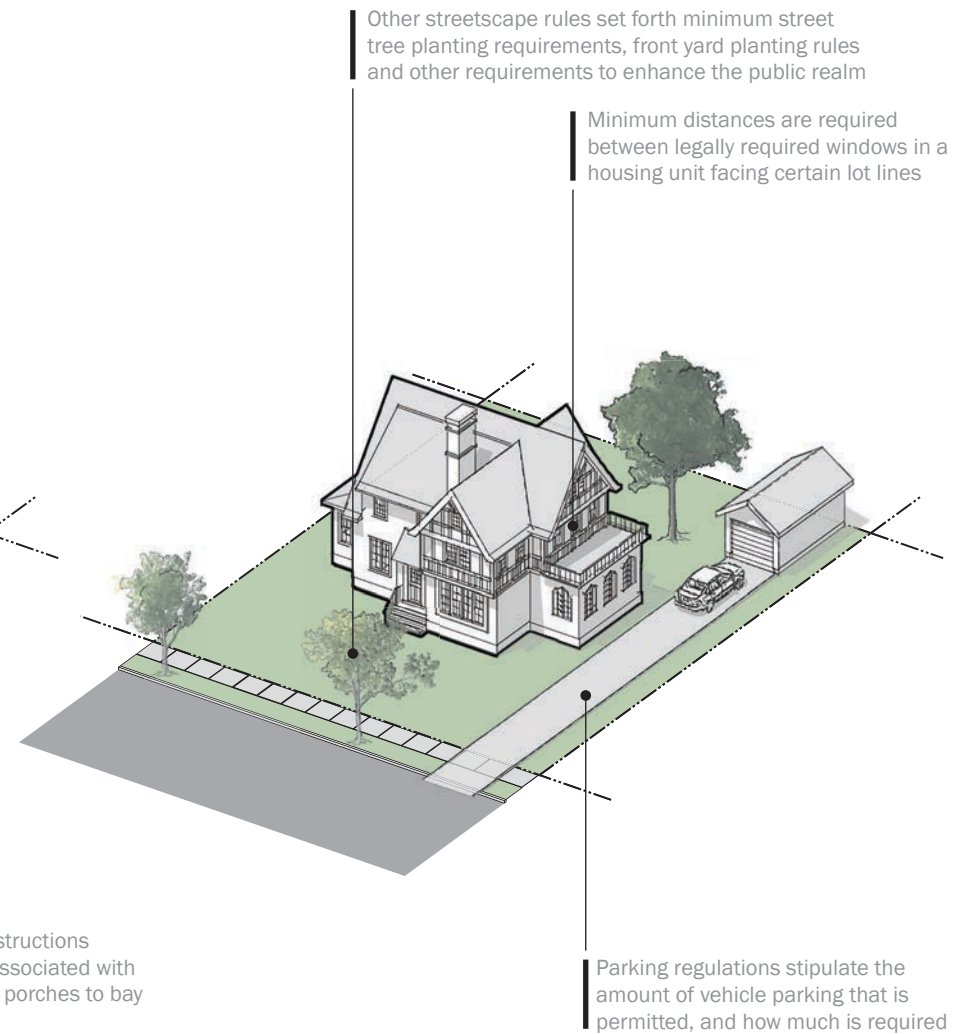 Other streetscape rules set forth minimum street
tree planting requirements, front yard planting rules
and other requirements to enhance the public realm
Minimum distances are required
between legally required windows in a
housing unit facing certain lot lines
structions
ssociated with
porches to bay
Parking regulations stipulate the
amount of vehicle parking that is
permitted, and how much is required